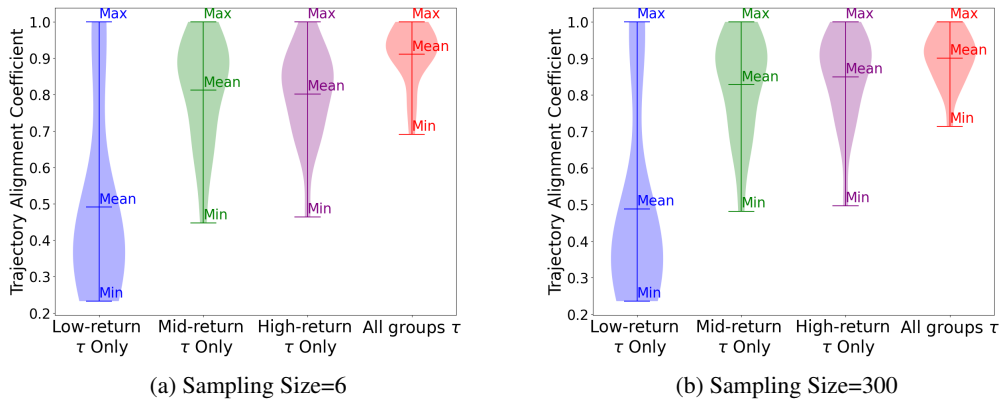 Trajectory Alignment Coefficient
1.0
0.9
0.8
0.7
0.6
0.5
0.4
0.3
0.2
Max
Mean
Min
Max
Mean
Min
Max
Mean
Min
Max
Mean
Min
Low-return
τ Only
Mid-return
τ Only
High-return
τ Only
All groups τ
(a) Sampling Size=6
Trajectory Alignment Coefficient
1.0
0.9
0.8
0.7
0.6
0.5
0.4
0.3
0.2
Max
Mean
Min
Max
Mean
Min
Max
Mean
Min
Max
Mean
Min
Low-return
τ Only
Mid-return
τ Only
High-return
τ Only
All groups τ
(b) Sampling Size=300